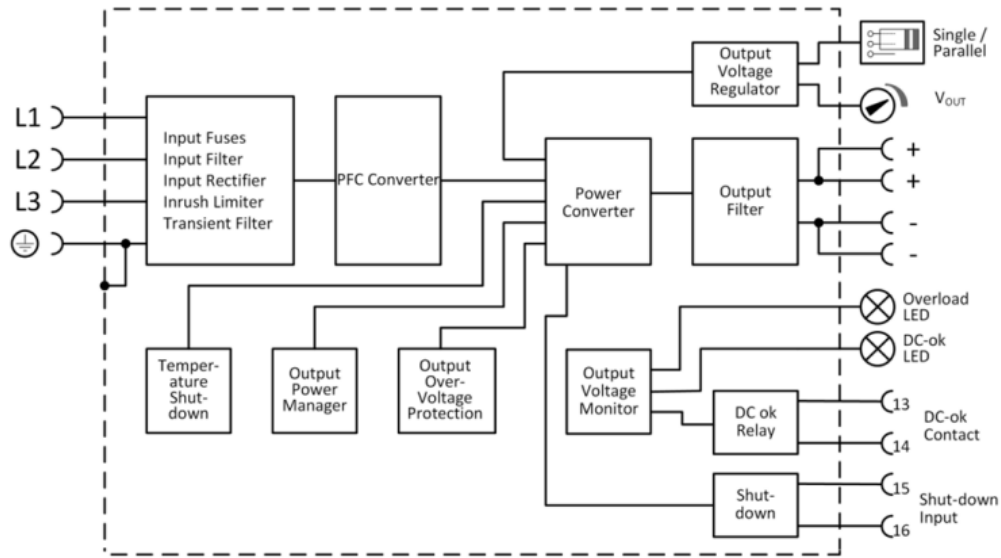 L1
L2
L3
Input Fuses
Input Filter
Input Rectifier
Inrush Limiter
Transient Filter
PFC Converter
Power
Converter
Output
Voltage
Regulator
Output
Filter
Single /
Parallel
VOUT
+
+
-
-
Temper-
ature
Shut-
down
Output
Power
Manager
Output
Over-
Voltage
Protection
Output
Voltage
Monitor
DC ok
Relay
Shut-
down
Overload
LED
DC-ok
LED
13
14
DC-ok
Contact
15
16
Shut-down
Input